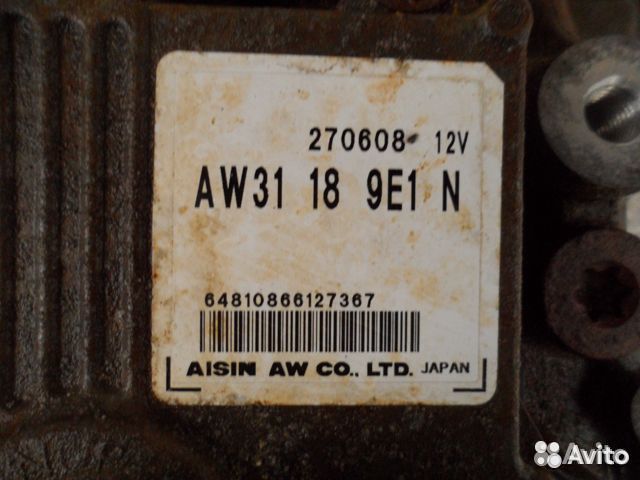 270608 12V
AW31 18 9E1 N
64810866127367
AISIN AW CO., LTD. JAPAN
Avito